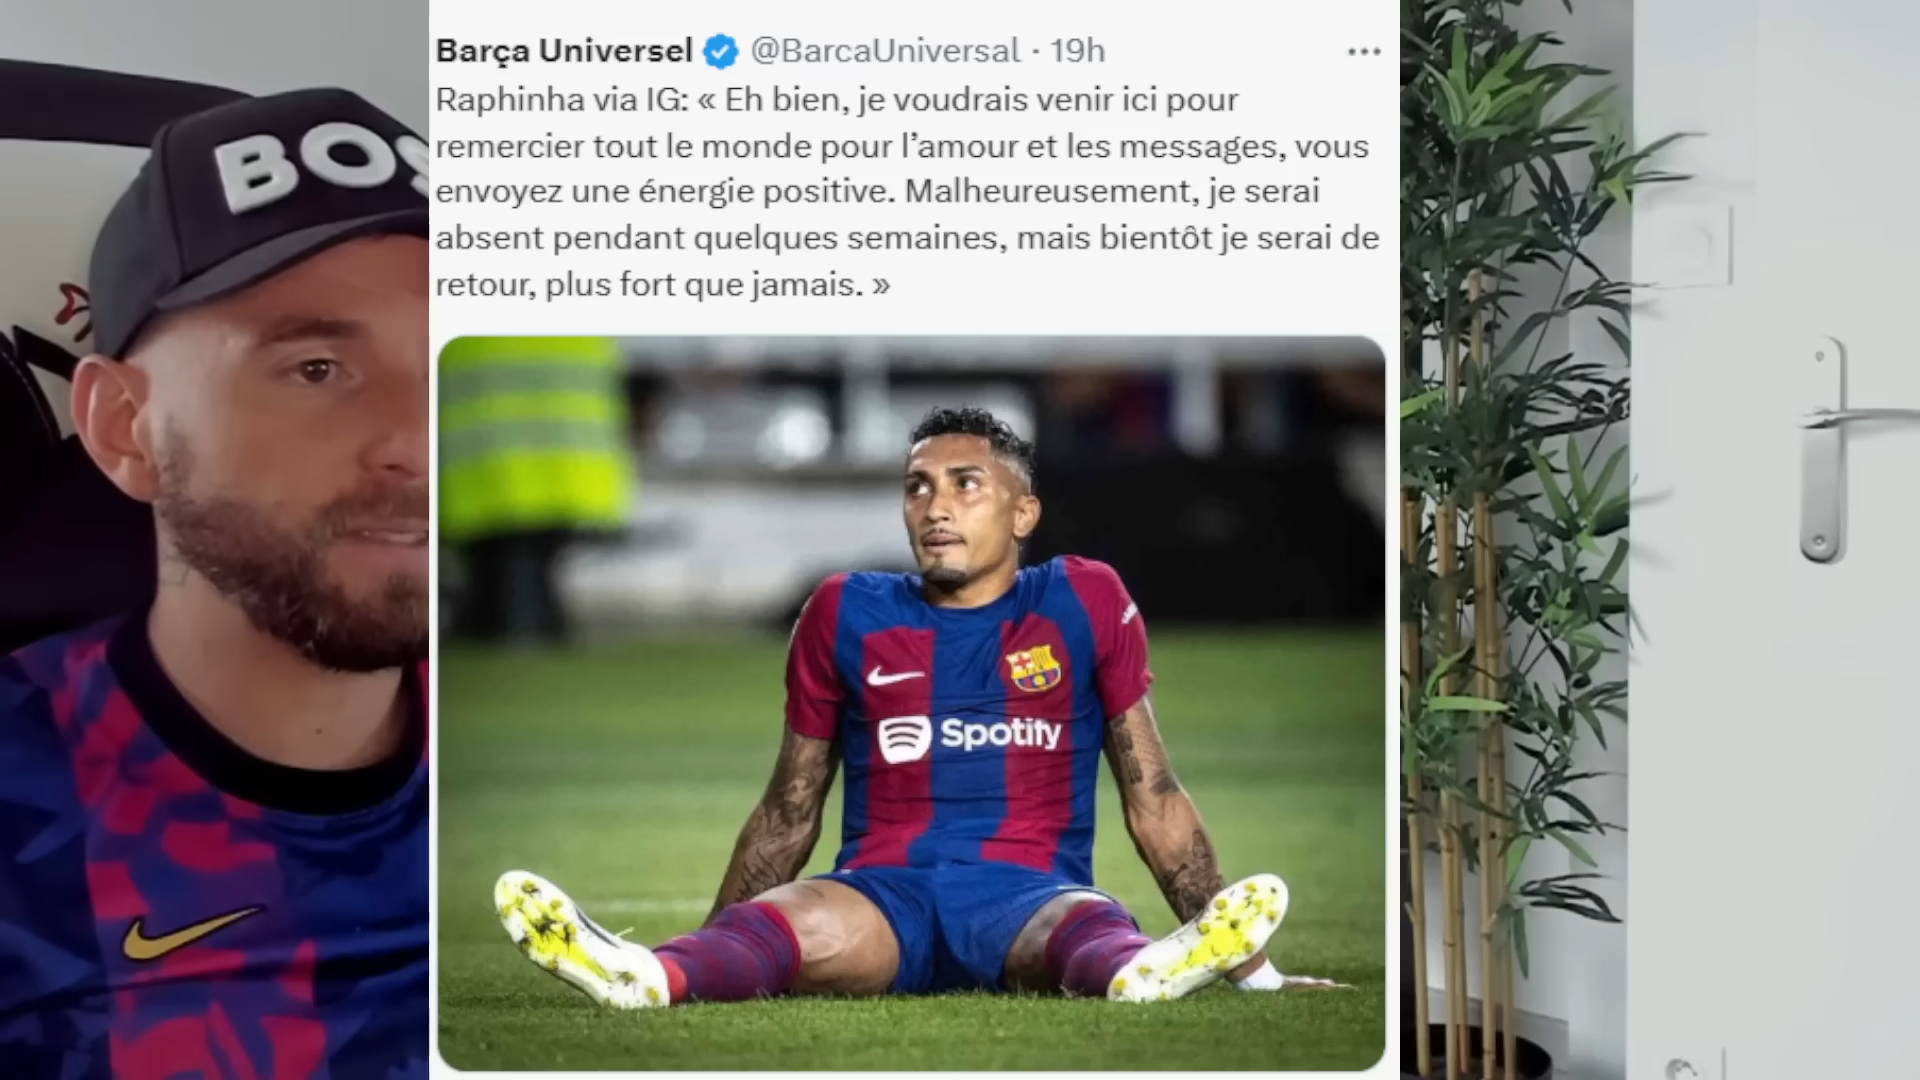 BOS
Barça Universel @BarcaUniversal · 19h
Raphinha via IG: « Eh bien, je voudrais venir ici pour
remercier tout le monde pour l’amour et les messages, vous
envoyez une énergie positive. Malheureusement, je serai
absent pendant quelques semaines, mais bientôt je serai de
retour, plus fort que jamais. »
Spotify